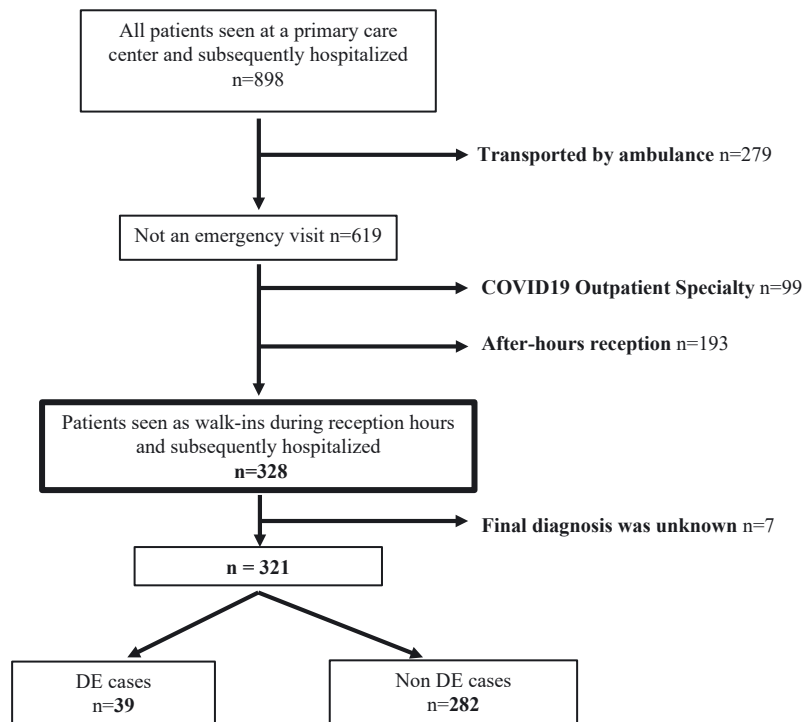 All patients seen at a primary care
center and subsequently hospitalized
n=898
Transported by ambulance n=279
Not an emergency visit n=619
COVID19 Outpatient Specialty n=99
After-hours reception n=193
Patients seen as walk-ins during reception hours
and subsequently hospitalized
n=328
Final diagnosis was unknown n=7
n = 321
DE cases
n=39
Non DE cases
n=282